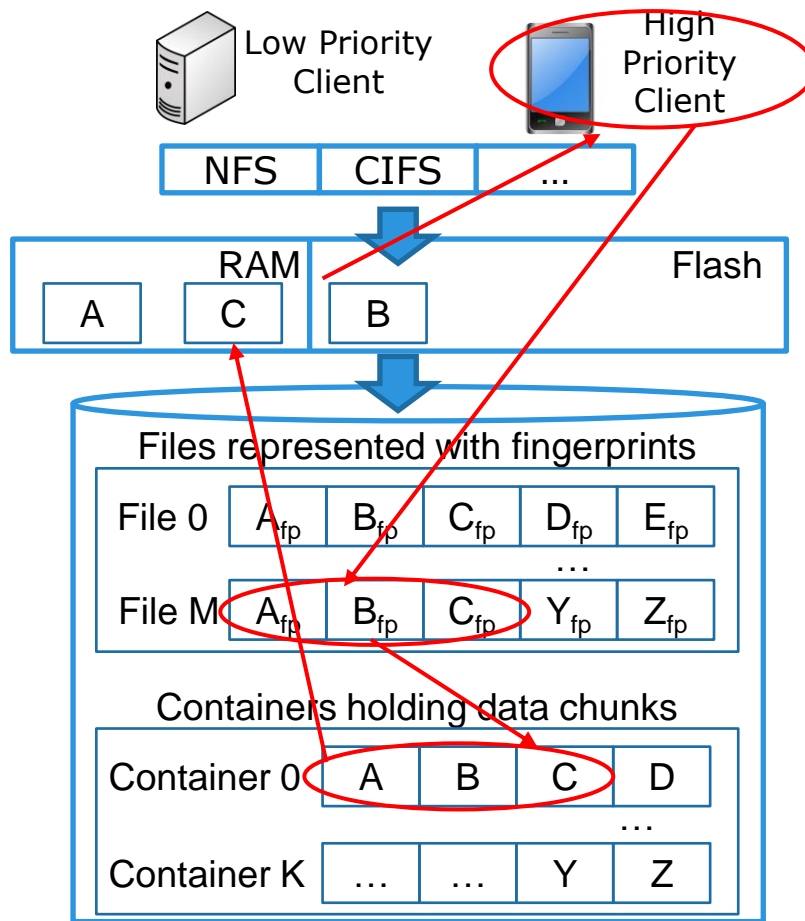 Low Priority
Client
High
Priority
Client
NFS CIFS ...
RAM Flash
A C B
Files represented with fingerprints
File 0 Afp Bfp Cfp Dfp Efp
...
File M Afp Bfp Cfp Yfp Zfp
Containers holding data chunks
Container 0 A B C D
...
Container K ... ... Y Z